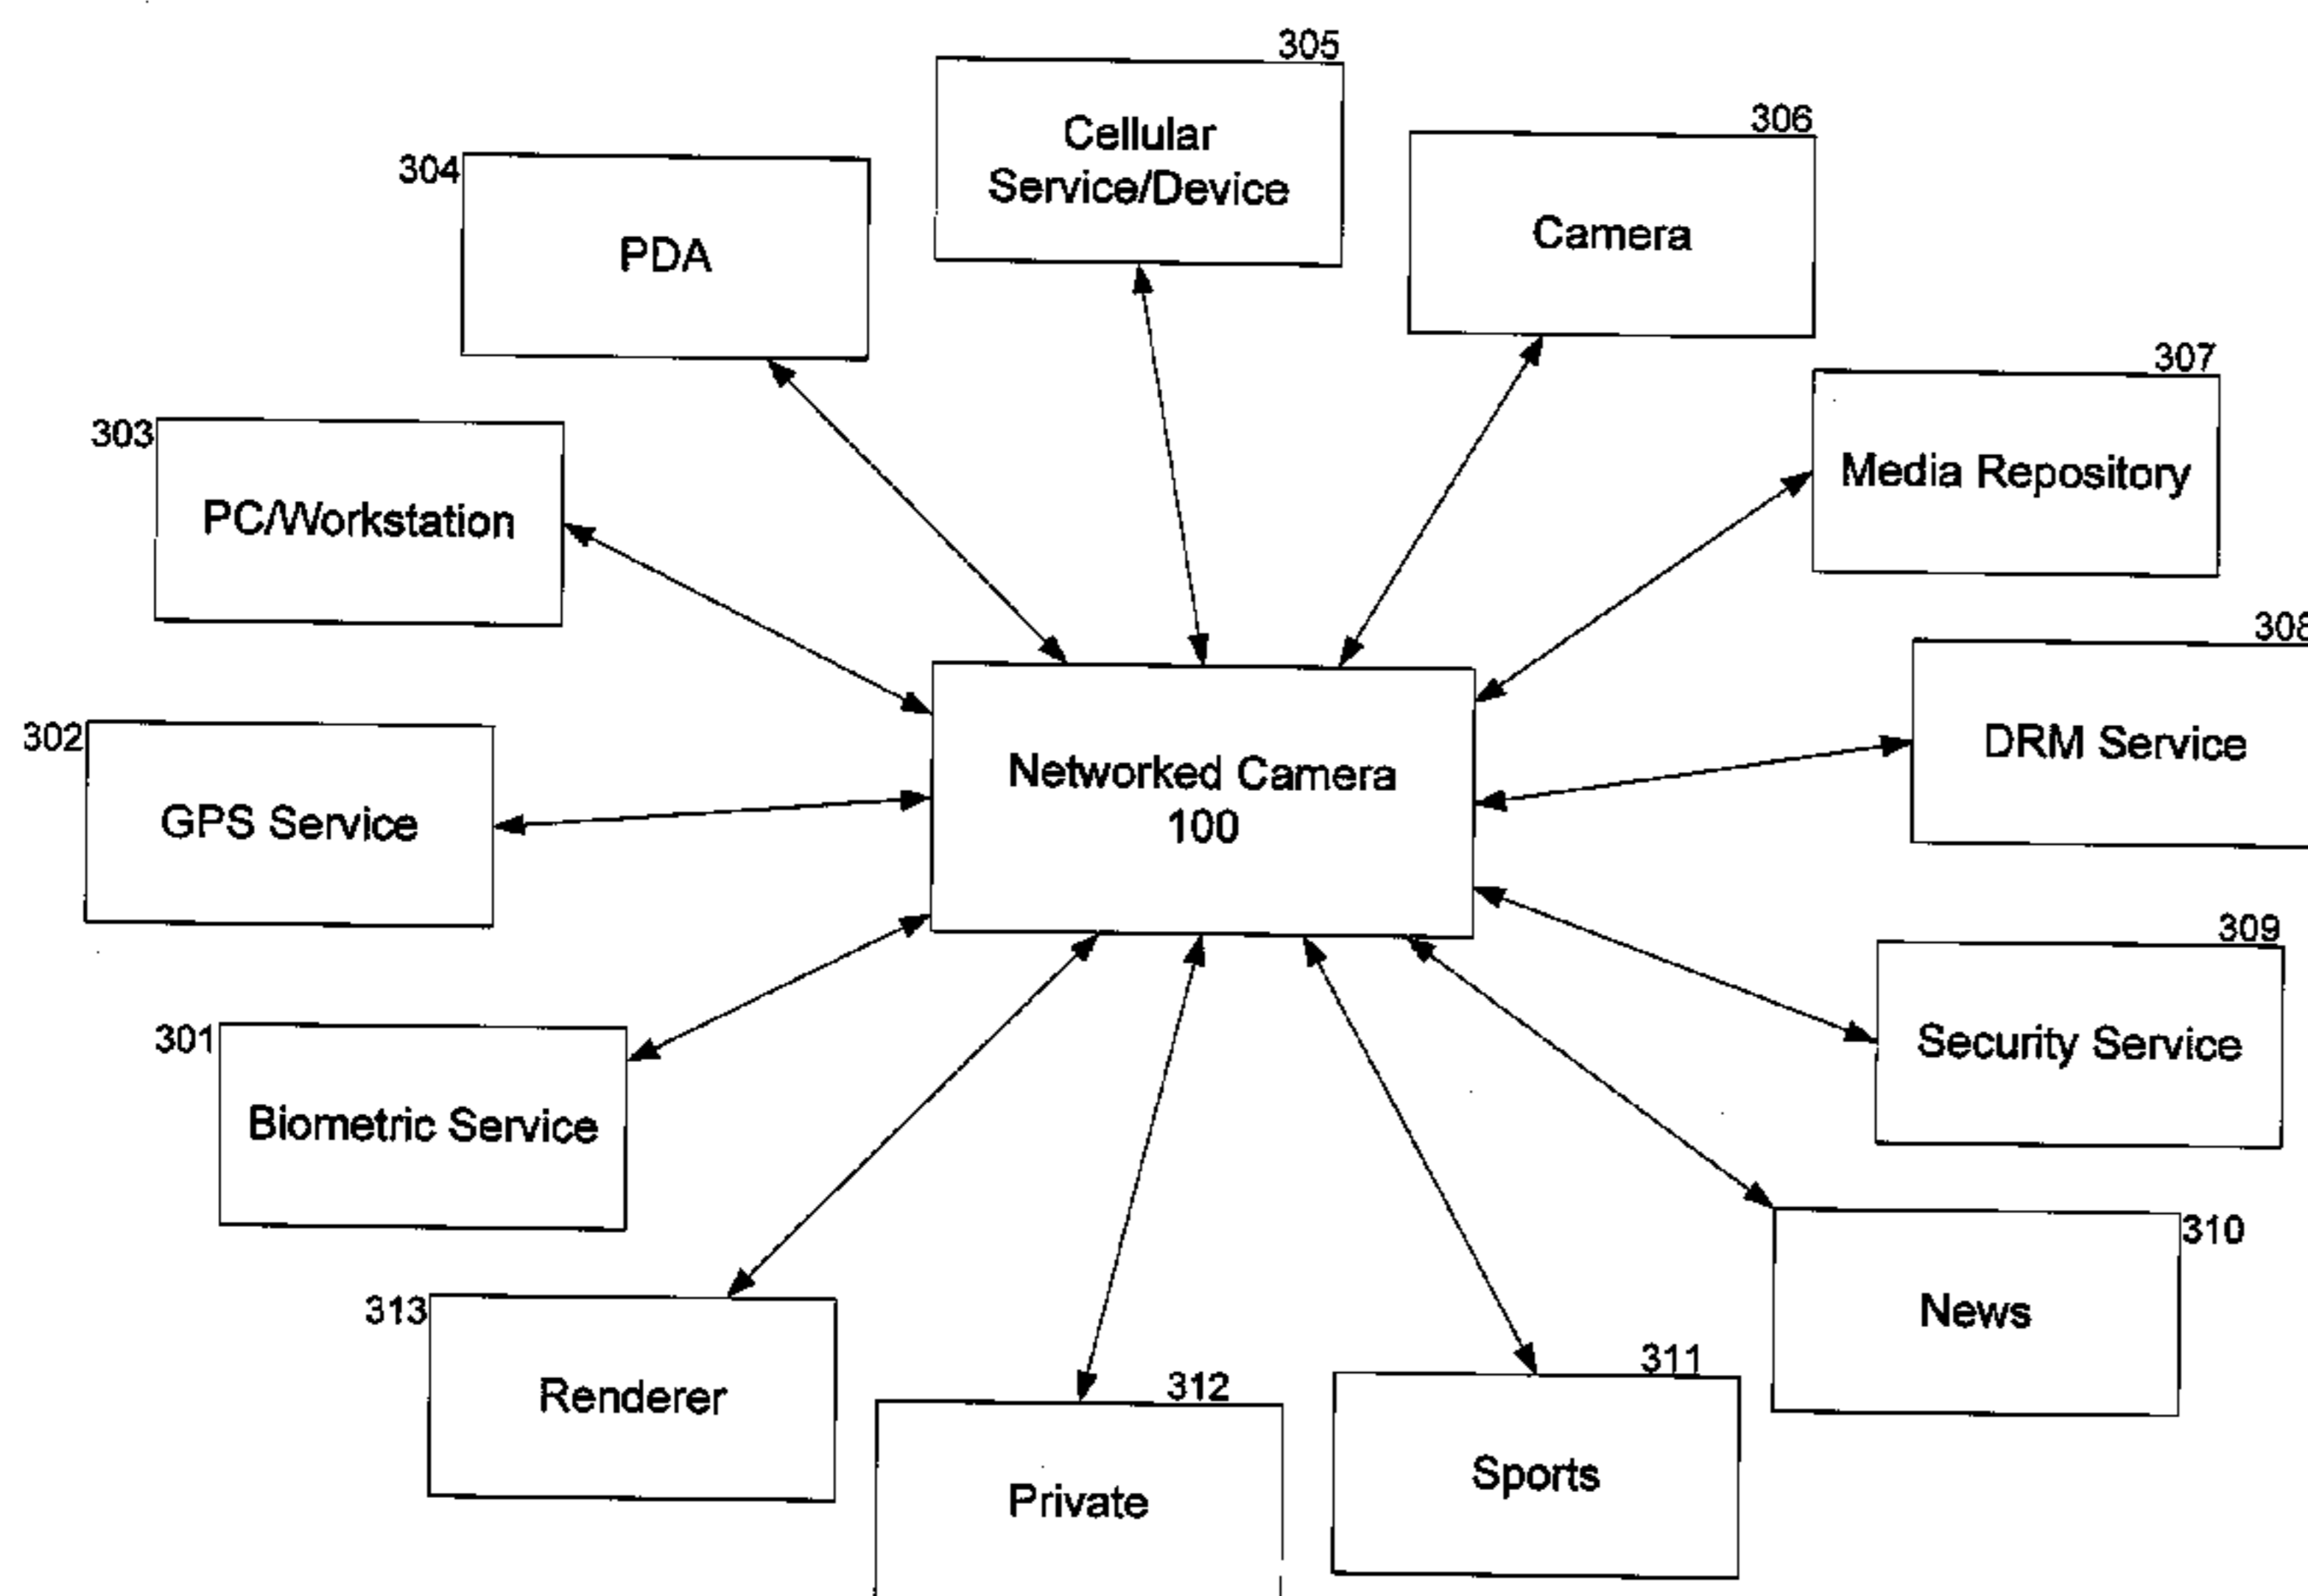 305
Cellular
Service/Device
306
Camera
304
PDA
307
Media Repository
303
PC/Workstation
308
DRM Service
302
GPS Service
Networked Camera
100
309
Security Service
301
Biometric Service
310
News
313
Renderer
311
Sports
312
Private